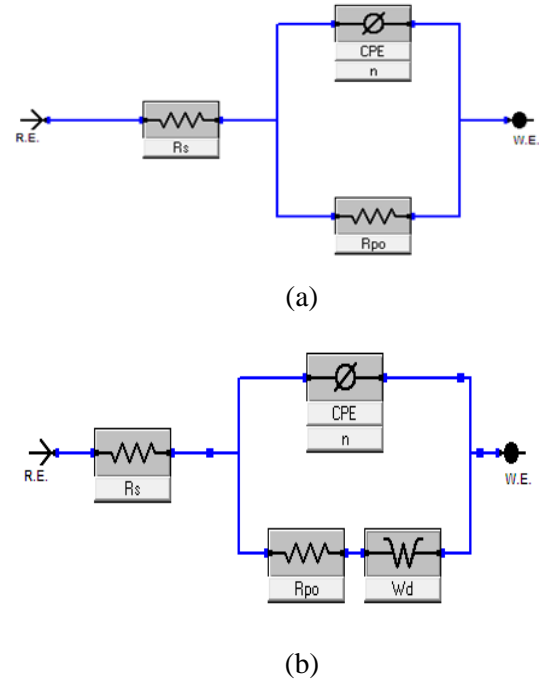 CPE
n
R.E.
Rs
W.E.
Rpo
(a)
CPE
n
R.E.
Rs
W.E.
Rpo
Wd
(b)